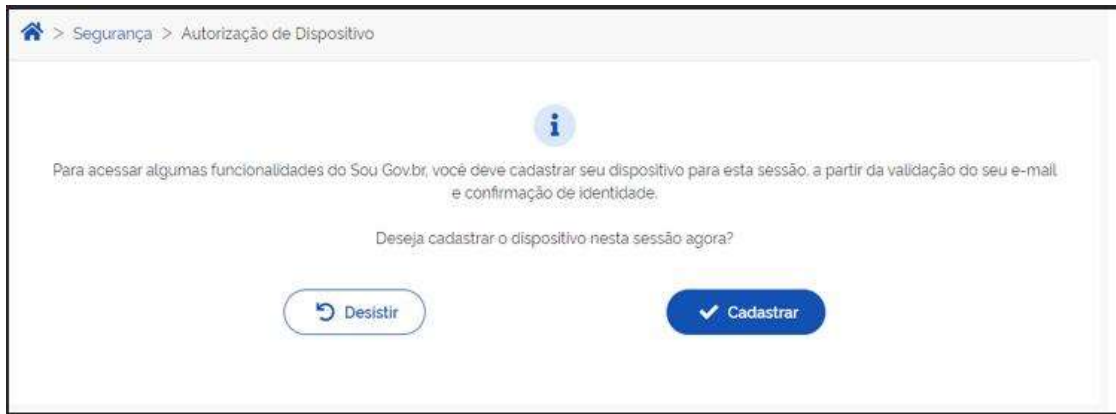 > Segurança > Autorização de Dispositivo
i
Para acessar algumas funcionalidades do Sou Gov.br, você deve cadastrar seu dispositivo para esta sessão, a partir da validação do seu e-mail
e confirmação de identidade.
Deseja cadastrar o dispositivo nesta sessão agora?
Desistir
Cadastrar